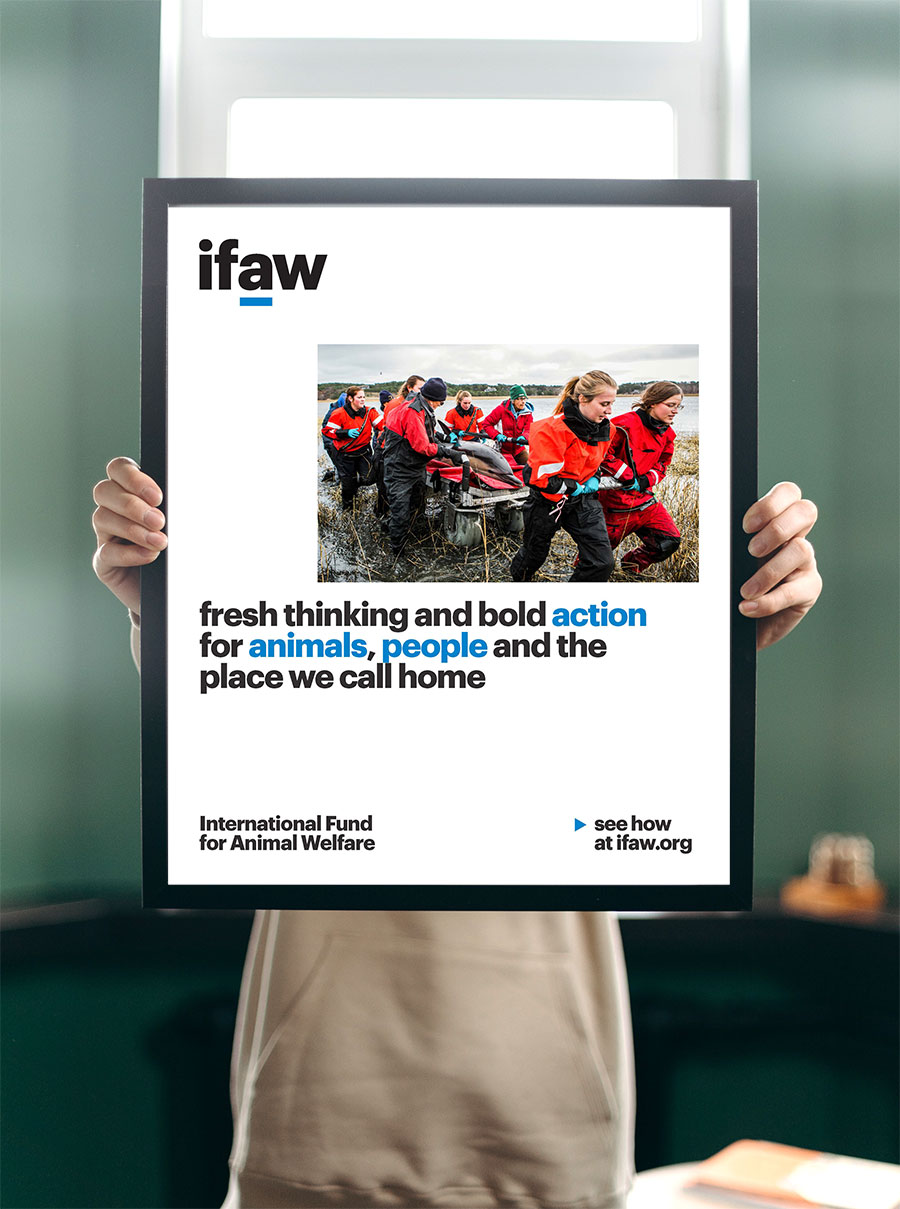 ifaw
fresh thinking and bold action
for animals, people and the
place we call home
International Fund
for Animal Welfare
see how
at ifaw.org